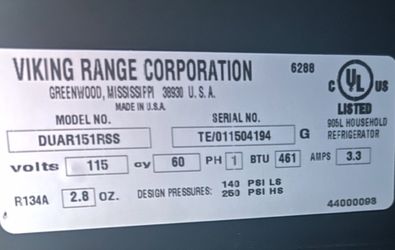 VIKING RANGE CORPORATION 6288
GREENWOOD, MISSISSIPPI 38930 U. S. A.
MADE IN U.S.A.
C UL US
LISTED
905L HOUSEHOLD
REFRIGERATOR
MODEL NO. SERIAL NO.
DUAR151RSS TE/011504194 G
volts 115 cy 60 PH 1 BTU 461 AMPS 3.3
R134A 2.8 OZ. DESIGN PRESSURES: 140 PSI LS
250 PSI HS
44000098